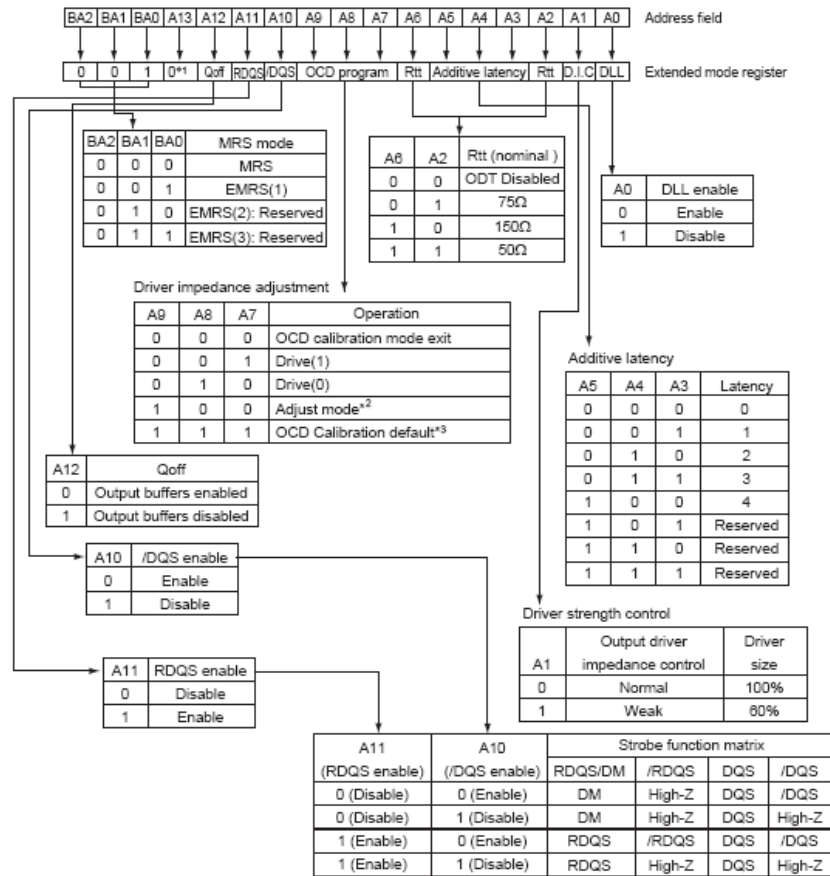 BA2 BA1 BA0 A13 A12 A11 A10 A9 A8 A7 A6 A5 A4 A3 A2 A1 A0 Address field
0 0 1 0*1 Qoff RDQS /DQS OCD program Rtt Additive latency Rtt D.I.C DLL Extended mode register
BA2 BA1 BA0 MRS mode
0 0 0 MRS
0 0 1 EMRS(1)
0 1 0 EMRS(2): Reserved
0 1 1 EMRS(3): Reserved
A6 A2 Rtt (nominal )
0 0 ODT Disabled
0 1 75Ω
1 0 150Ω
1 1 50Ω
A0 DLL enable
0 Enable
1 Disable
Driver impedance adjustment
A9 A8 A7 Operation
0 0 0 OCD calibration mode exit
0 0 1 Drive(1)
0 1 0 Drive(0)
1 0 0 Adjust mode*2
1 1 1 OCD Calibration default*3
Additive latency
A5 A4 A3 Latency
0 0 0 0
0 0 1 1
0 1 0 2
0 1 1 3
1 0 0 4
1 0 1 Reserved
1 1 0 Reserved
1 1 1 Reserved
A12 Qoff
0 Output buffers enabled
1 Output buffers disabled
A10 /DQS enable
0 Enable
1 Disable
Driver strength control
Output driver Driver
A1 impedance control size
0 Normal 100%
1 Weak 60%
A11 RDQS enable
0 Disable
1 Enable
A11 A10 Strobe function matrix
(RDQS enable) (/DQS enable) RDQS/DM /RDQS DQS /DQS
0 (Disable) 0 (Enable) DM High-Z DQS /DQS
0 (Disable) 1 (Disable) DM High-Z DQS High-Z
1 (Enable) 0 (Enable) RDQS /RDQS DQS /DQS
1 (Enable) 1 (Disable) RDQS High-Z DQS High-Z